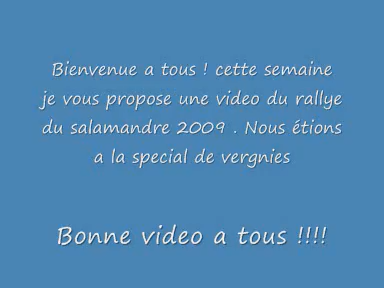 Bienvenue a tous ! cette semaine
je vous propose une video du rallye
du salamandre 2009 . Nous étions
a la special de vergnies
Bonne video a tous !!!!